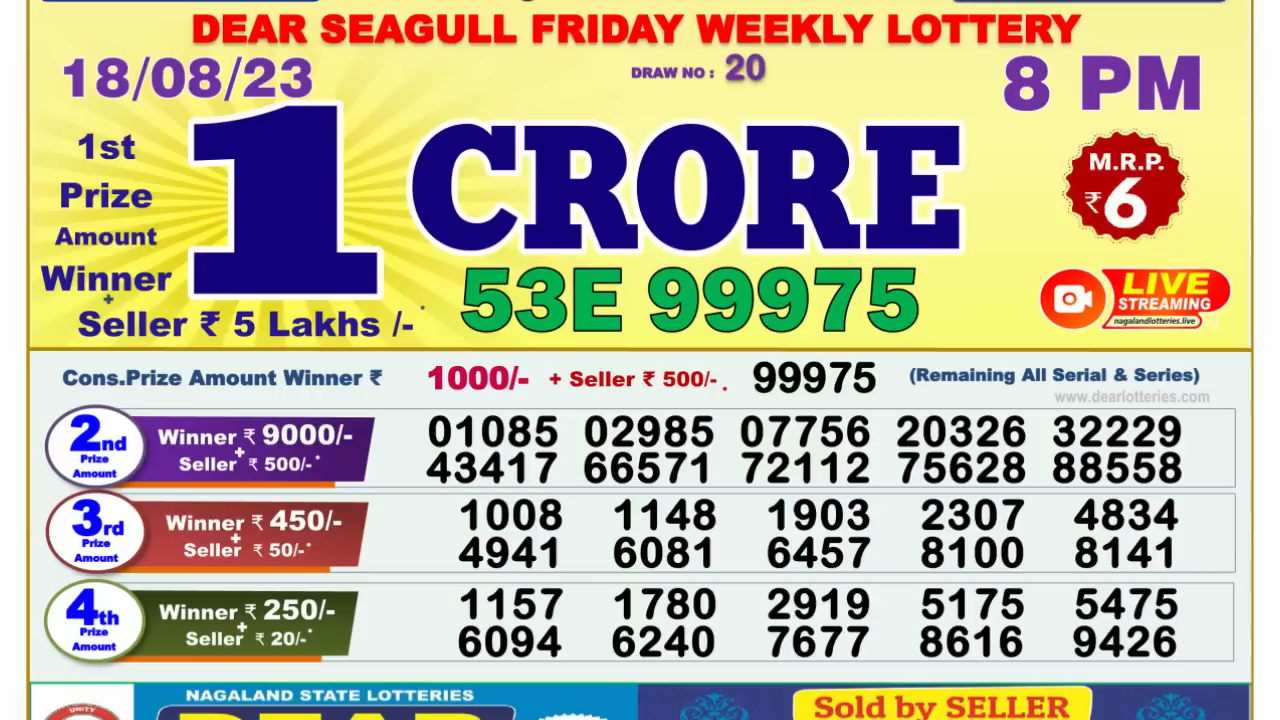 DEAR SEAGULL FRIDAY WEEKLY LOTTERY
18/08/23
DRAW NO : 20
8 PM
1st
Prize
Amount
Winner
+
Seller ₹ 5 Lakhs /-
1 CRORE
53E 99975
M.R.P.
₹ 6
LIVE
STREAMING
nagalandlotteries.live
Cons.Prize Amount Winner ₹ 1000/- + Seller ₹ 500/- . 99975 (Remaining All Serial & Series)
www.dearlotteries.com
2nd
Prize
Amount
Winner ₹ 9000/-
+
Seller ₹ 500/-*
01085 02985 07756 20326 32229
43417 66571 72112 75628 88558
3rd
Prize
Amount
Winner ₹ 450/-
+
Seller ₹ 50/-*
1008 1148 1903 2307 4834
4941 6081 6457 8100 8141
4th
Prize
Amount
Winner ₹ 250/-
+
Seller ₹ 20/-*
1157 1780 2919 5175 5475
6094 6240 7677 8616 9426
UNITY
NAGALAND STATE LOTTERIES
DEAR
Sold by SELLER